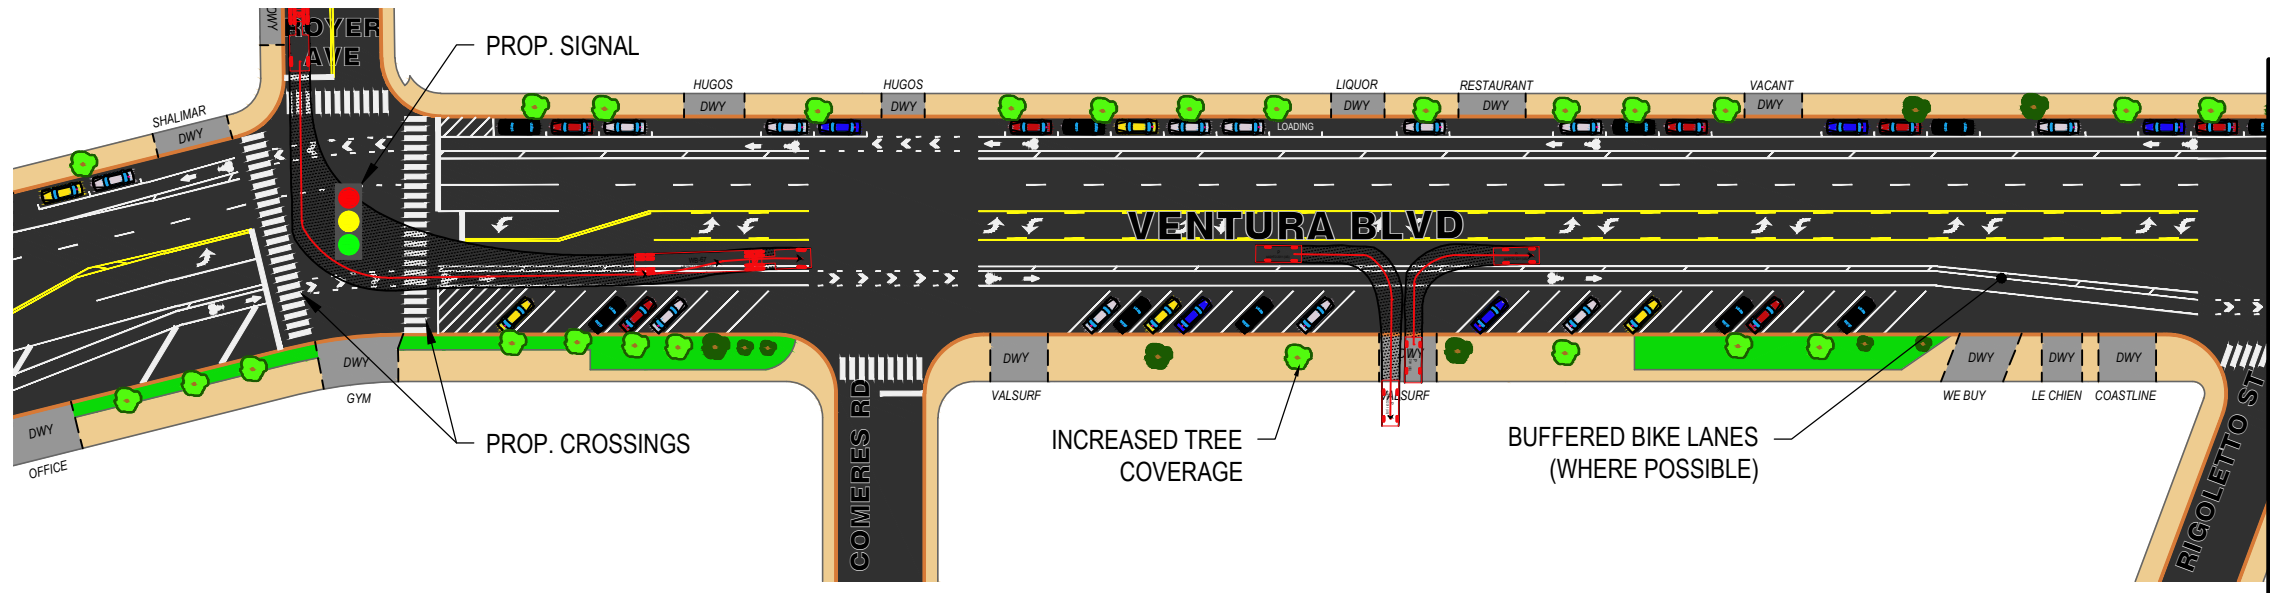 DWY
ROYER
AVE
PROP. SIGNAL
SHALIMAR
DWY
HUGOS
DWY
HUGOS
DWY
LIQUOR
DWY
RESTAURANT
DWY
VACANT
DWY
LOADING
VENTURA BLVD
DWY
GYM
DWY
OFFICE
PROP. CROSSINGS
COMERES RD
DWY
VALSURF
DWY
VALSURF
INCREASED TREE
COVERAGE
BUFFERED BIKE LANES
(WHERE POSSIBLE)
DWY
WE BUY
DWY
LE CHIEN
DWY
COASTLINE
RIGOLETTO ST